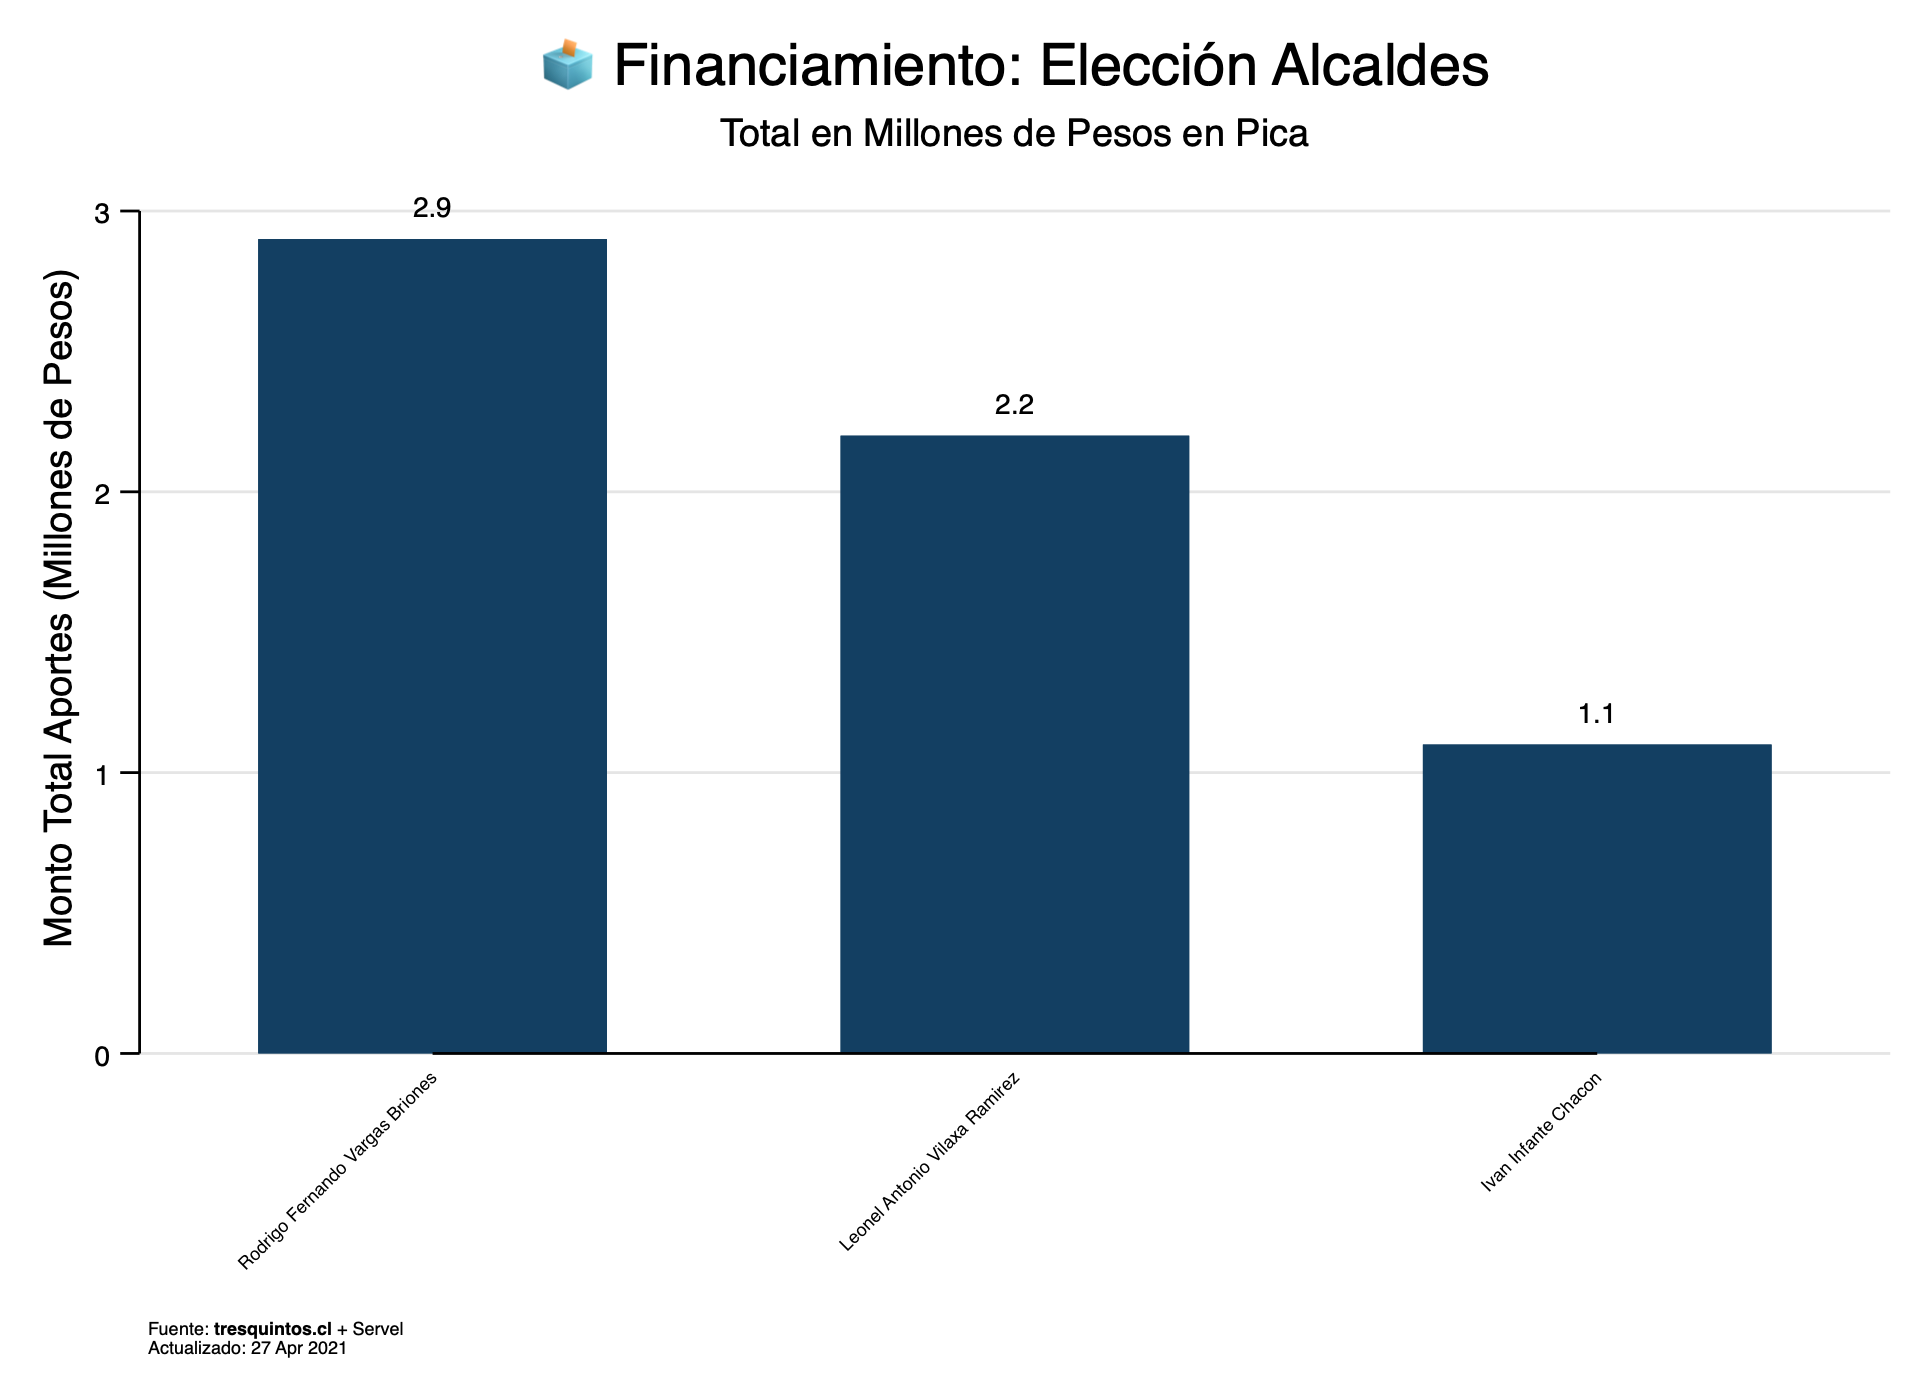 Financiamiento: Elección Alcaldes
Total en Millones de Pesos en Pica
Monto Total Aportes (Millones de Pesos)
3
2
1
0
2.9
2.2
1.1
Rodrigo Fernando Vargas Briones
Leonel Antonio Vilaxa Ramirez
Ivan Infante Chacon
Fuente: tresquintos.cl + Servel
Actualizado: 27 Apr 2021